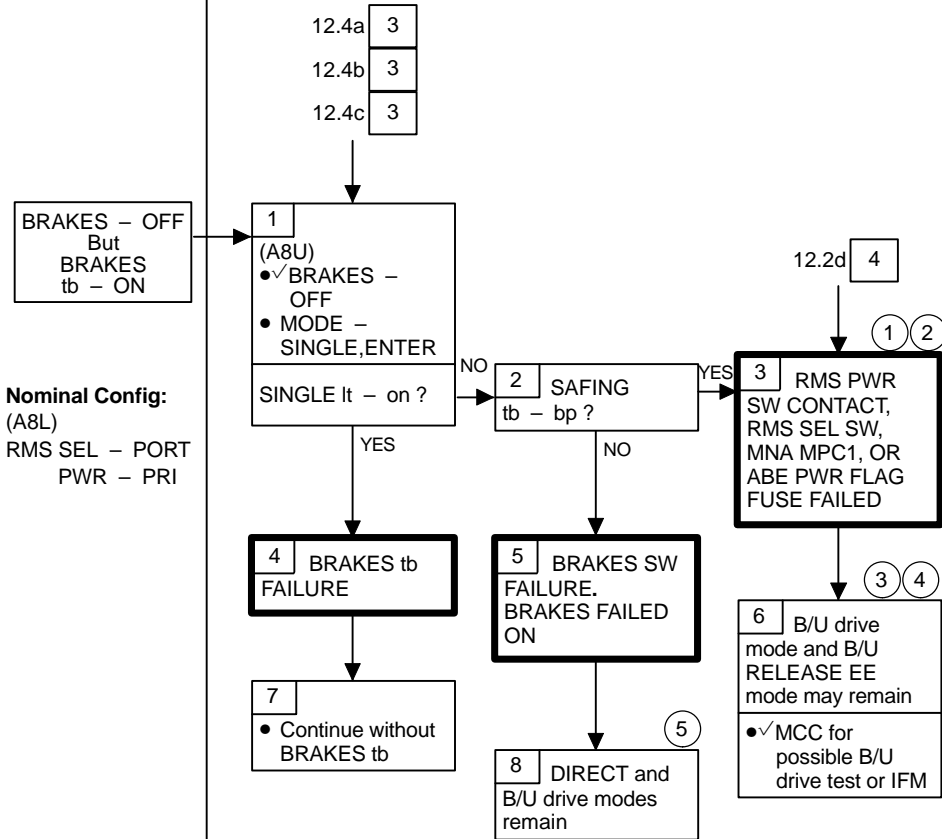 12.4a 3
12.4b 3
12.4c 3
BRAKES – OFF
But
BRAKES
tb – ON
Nominal Config:
(A8L)
RMS SEL – PORT
PWR – PRI
1
(A8U)
•√BRAKES –
OFF
• MODE –
SINGLE,ENTER
SINGLE lt – on ?
NO
YES
2 SAFING
tb – bp ?
YES
NO
12.2d 4
1 2
3 RMS PWR
SW CONTACT,
RMS SEL SW,
MNA MPC1, OR
ABE PWR FLAG
FUSE FAILED
4 BRAKES tb
FAILURE
5 BRAKES SW
FAILURE.
BRAKES FAILED
ON
3 4
6 B/U drive
mode and B/U
RELEASE EE
mode may remain
•√MCC for
possible B/U
drive test or IFM
7
• Continue without
BRAKES tb
5
8 DIRECT and
B/U drive modes
remain